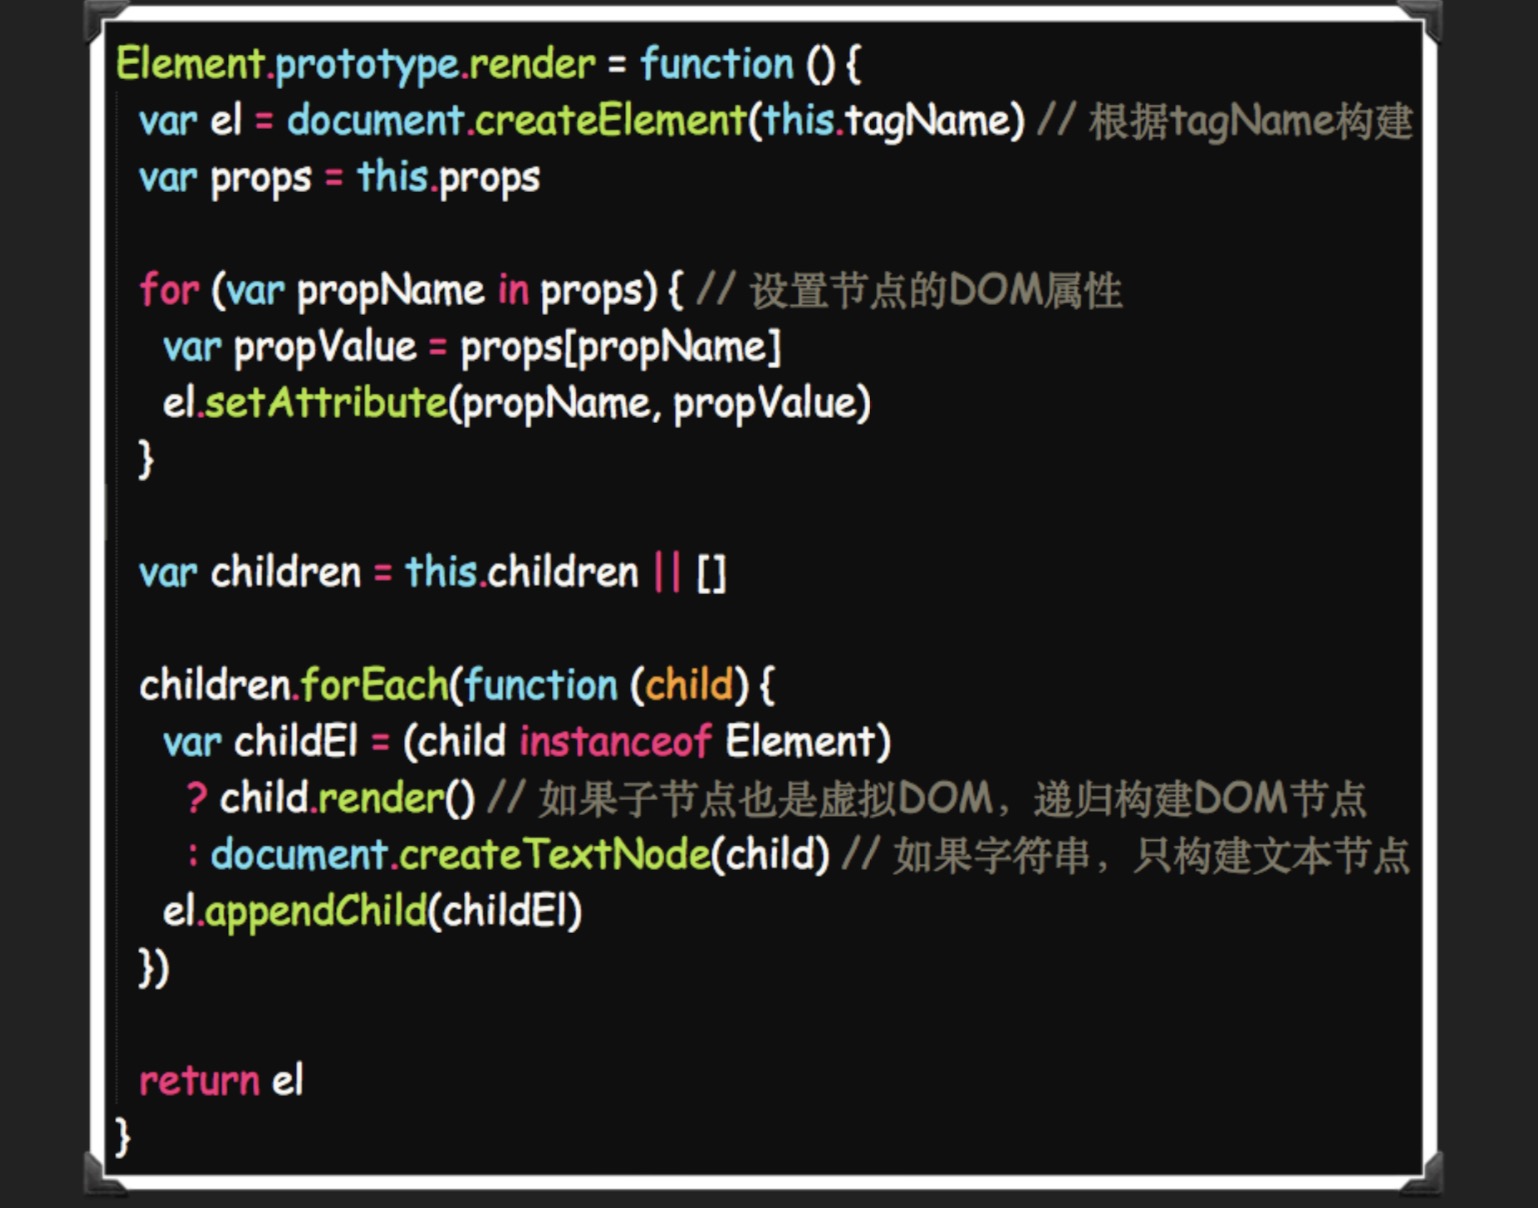 Element.prototype.render = function () {
var el = document.createElement(this.tagName) // 根据tagName构建
var props = this.props
for (var propName in props) { // 设置节点的DOM属性
var propValue = props[propName]
el.setAttribute(propName, propValue)
}
var children = this.children || []
children.forEach(function (child) {
var childEl = (child instanceof Element)
? child.render() // 如果子节点也是虚拟DOM，递归构建DOM节点
: document.createTextNode(child) // 如果字符串，只构建文本节点
el.appendChild(childEl)
})
return el
}